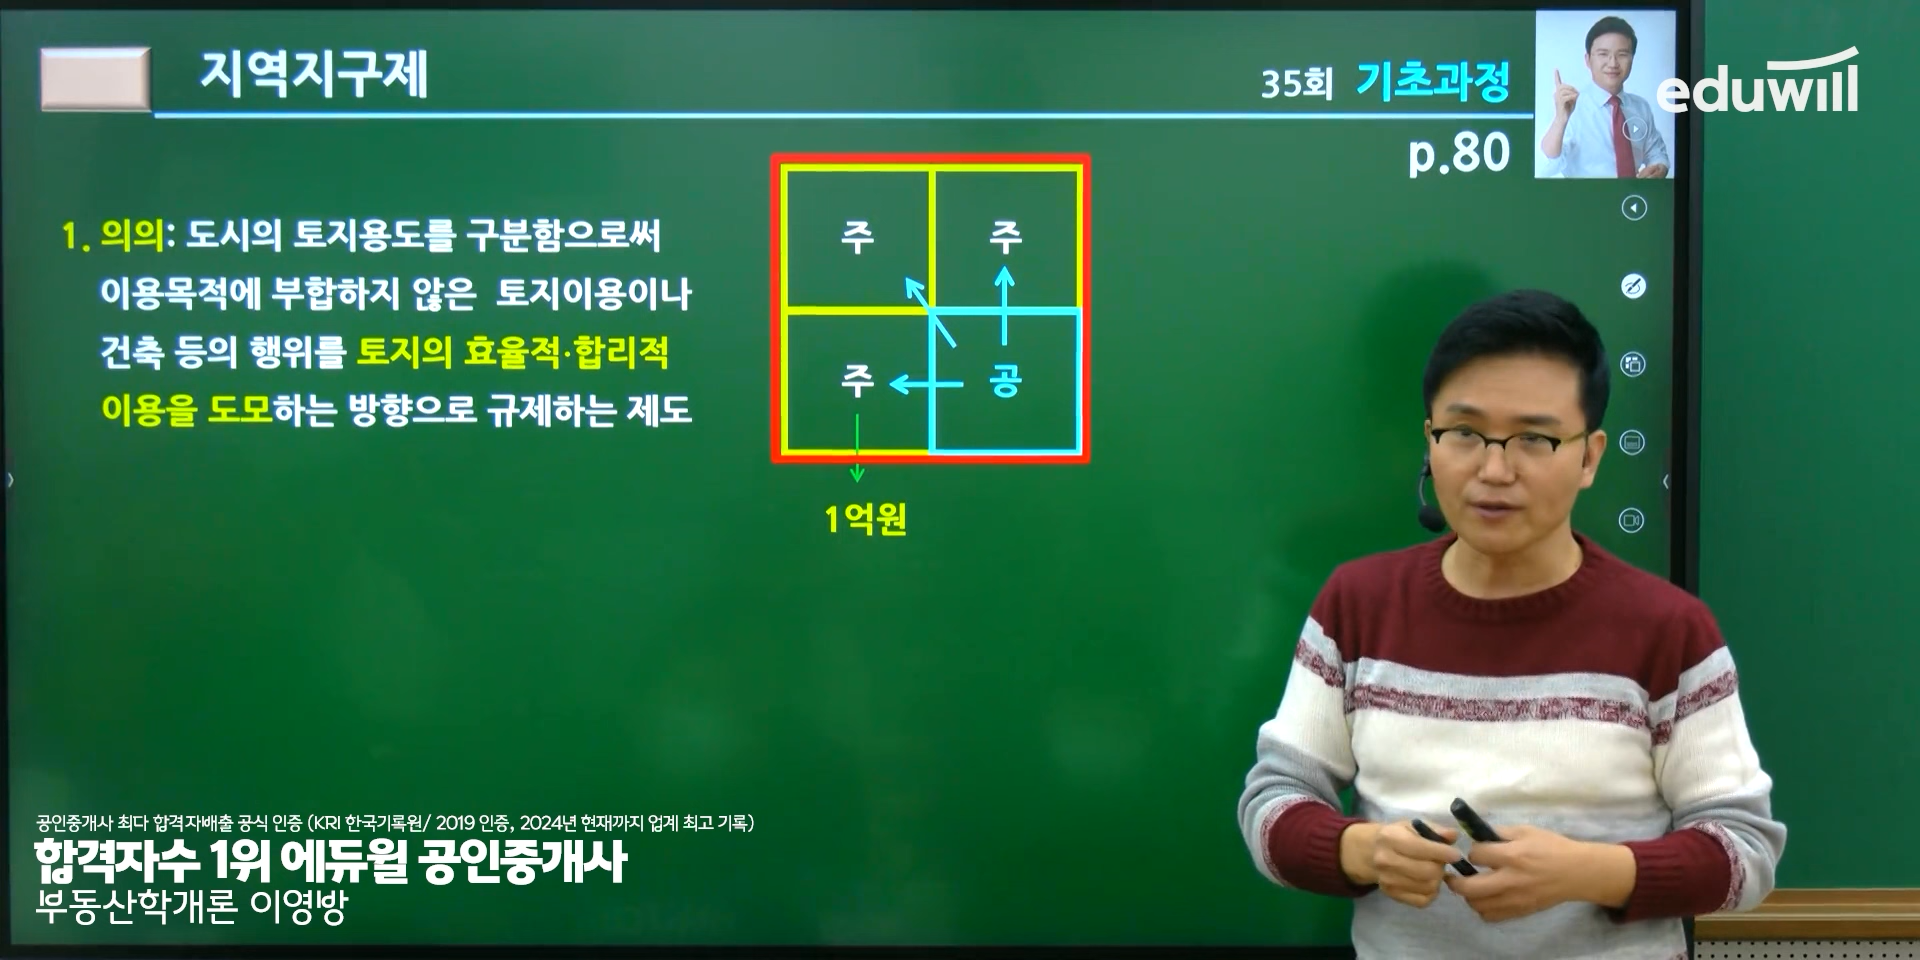 지역지구제
35회 기초과정
eduwill
p.80
1. 의의: 도시의 토지용도를 구분함으로써
이용목적에 부합하지 않은 토지이용이나
건축 등의 행위를 토지의 효율적·합리적
이용을 도모하는 방향으로 규제하는 제도
주 주
주 공
1억원
공인중개사 최다 합격자배출 공식 인증 (KRI 한국기록원/ 2019 인증, 2024년 현재까지 업계 최고 기록)
합격자수 1위 에듀윌 공인중개사
부동산학개론 이영방